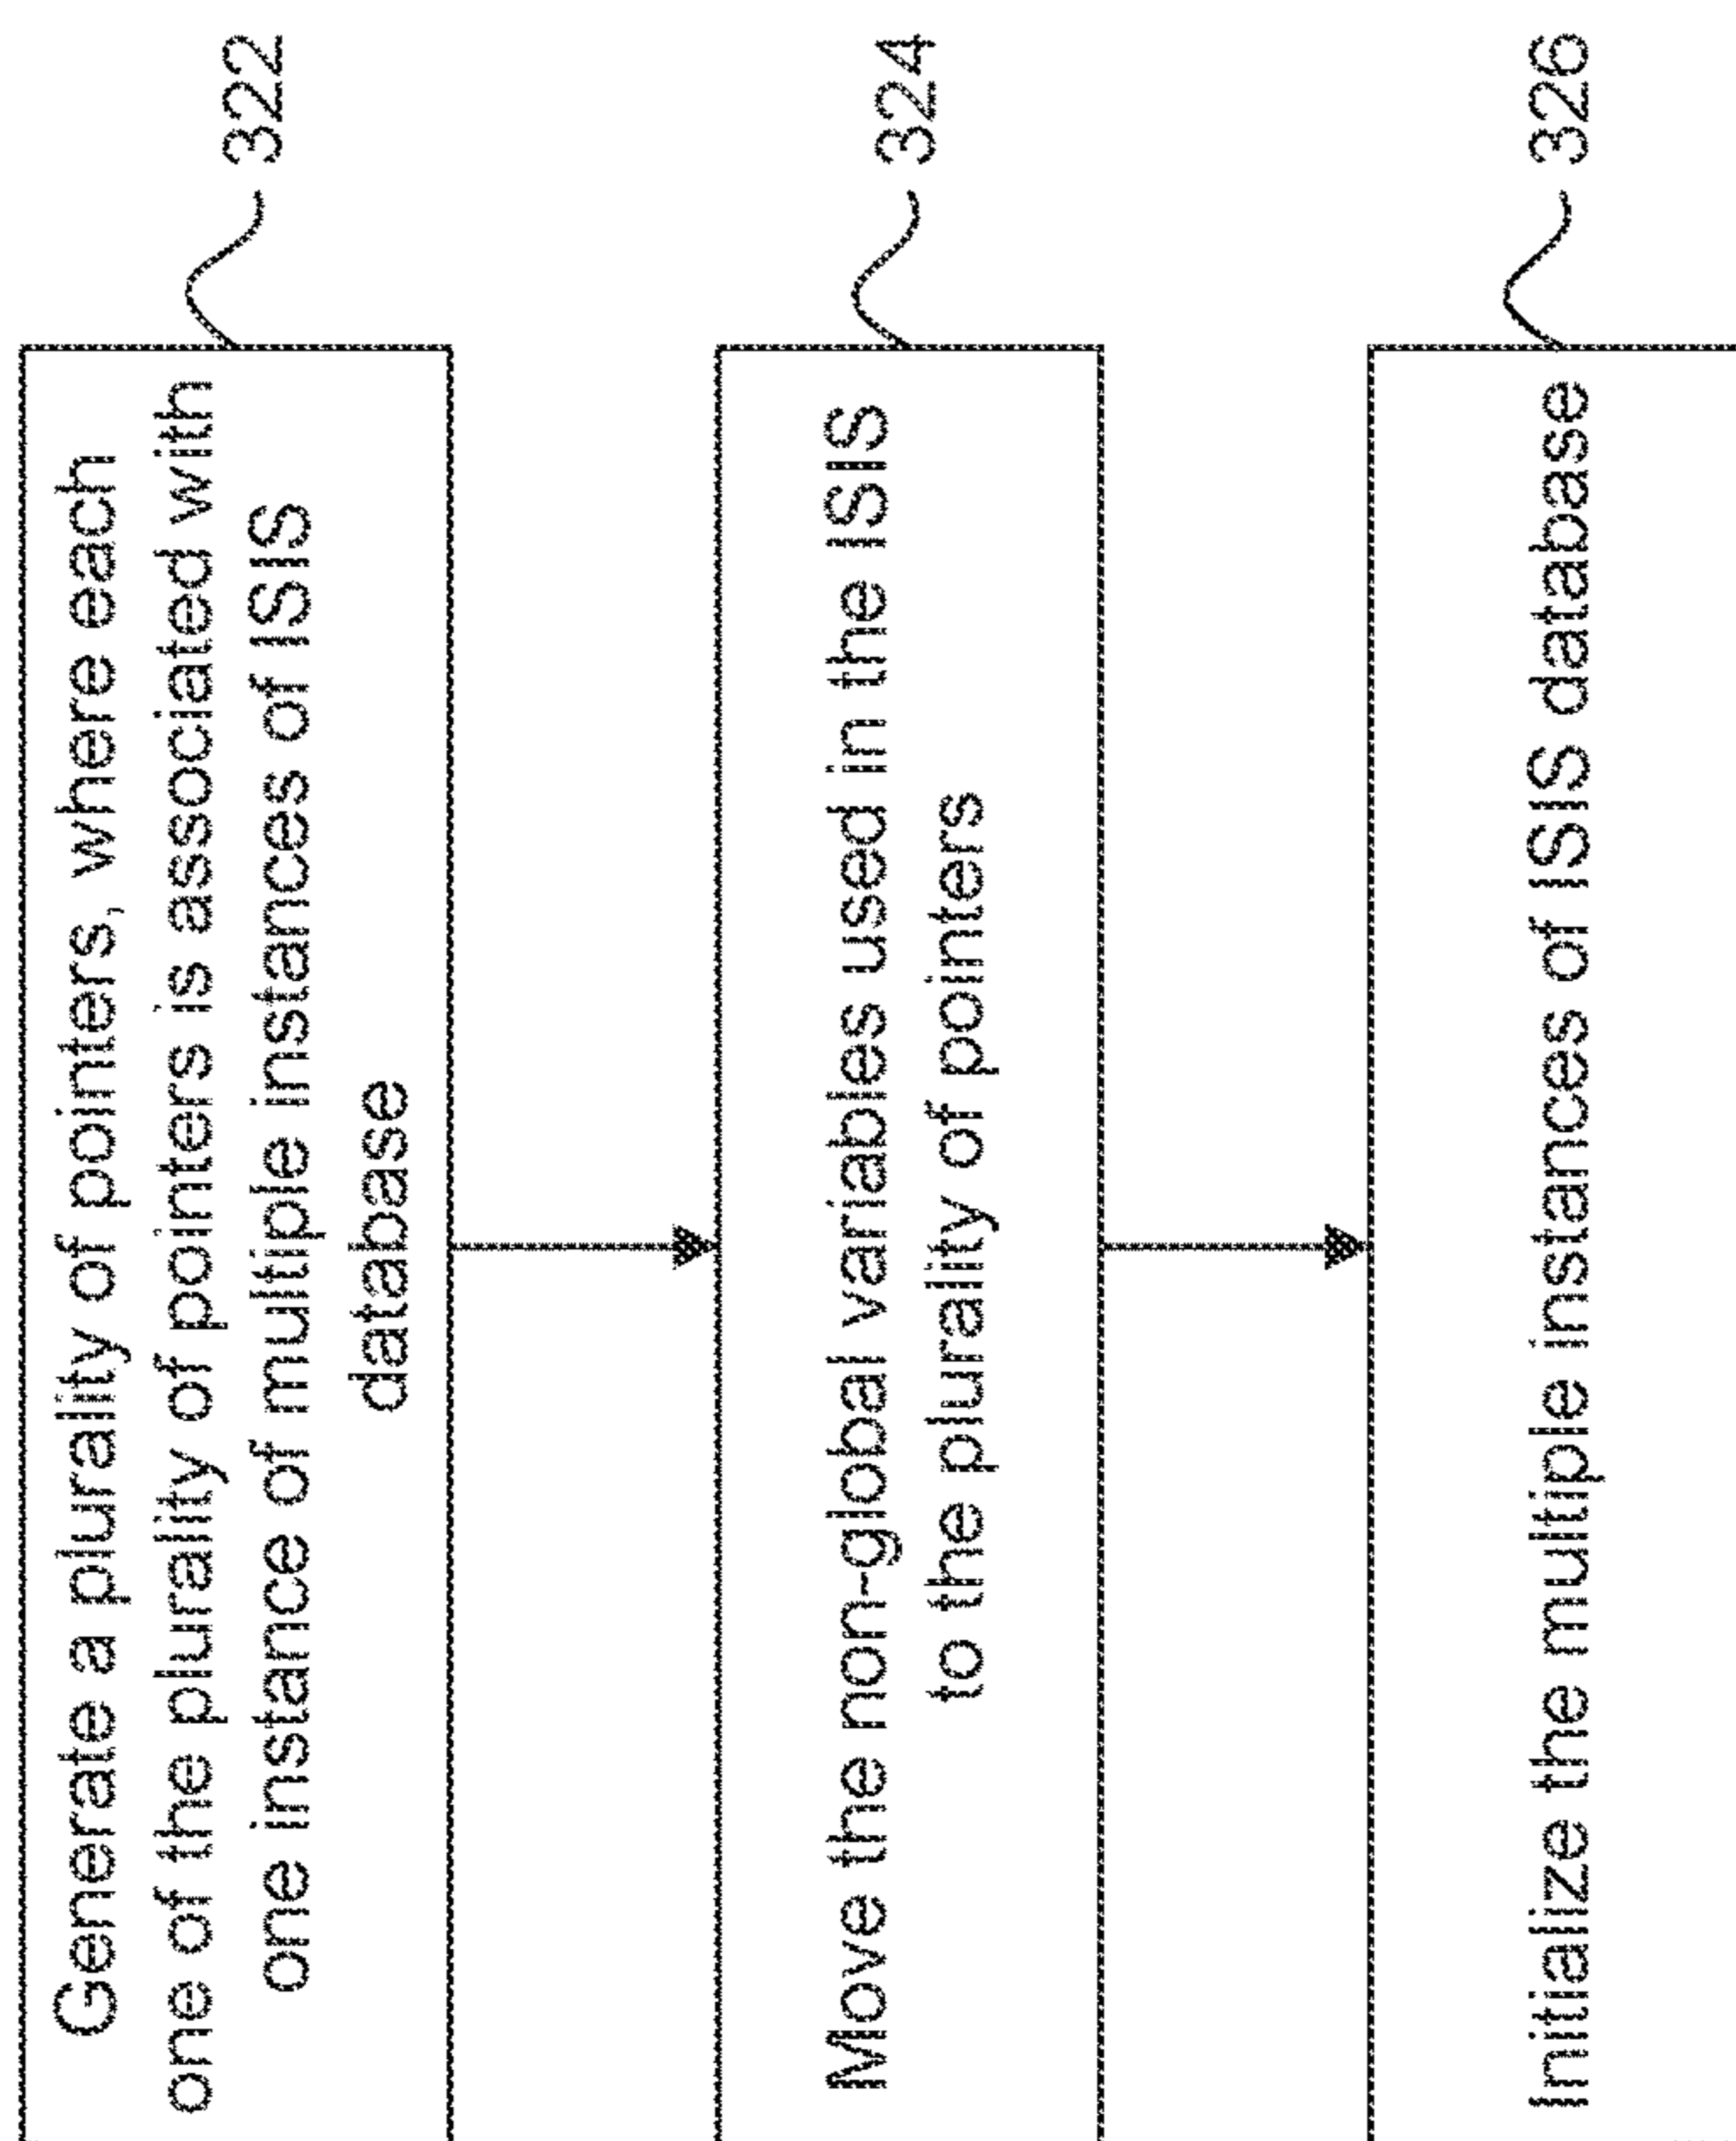 Generate a plurality of pointers, where each
one of the plurality of pointers is associated with
one instance of multiple instances of ISIS
database
322
Move the non-global variables used in the ISIS
to the plurality of pointers
324
Initialize the multiple instances of ISIS database
326